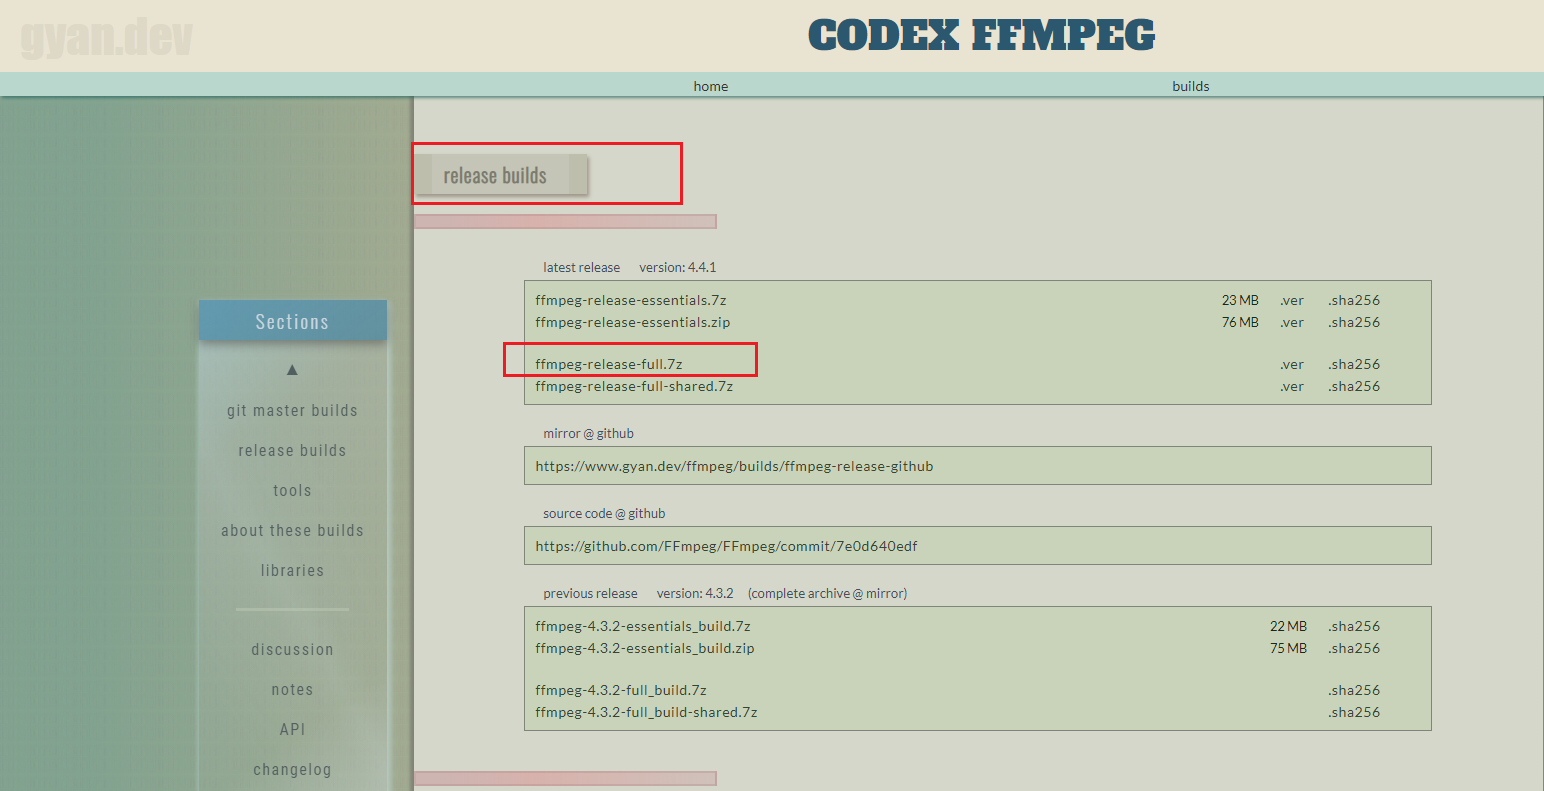 gyan.dev
CODEX FFMPEG
home builds
release builds
latest release version: 4.4.1
ffmpeg-release-essentials.7z 23 MB .ver .sha256
ffmpeg-release-essentials.zip 76 MB .ver .sha256
ffmpeg-release-full.7z .ver .sha256
ffmpeg-release-full-shared.7z .ver .sha256
mirror @ github
https://www.gyan.dev/ffmpeg/builds/ffmpeg-release-github
source code @ github
https://github.com/FFmpeg/FFmpeg/commit/7e0d640edf
previous release version: 4.3.2 (complete archive @ mirror)
ffmpeg-4.3.2-essentials_build.7z 22 MB .sha256
ffmpeg-4.3.2-essentials_build.zip 75 MB .sha256
ffmpeg-4.3.2-full_build.7z .sha256
ffmpeg-4.3.2-full_build-shared.7z .sha256
Sections
▲
git master builds
release builds
tools
about these builds
libraries
discussion
notes
API
changelog